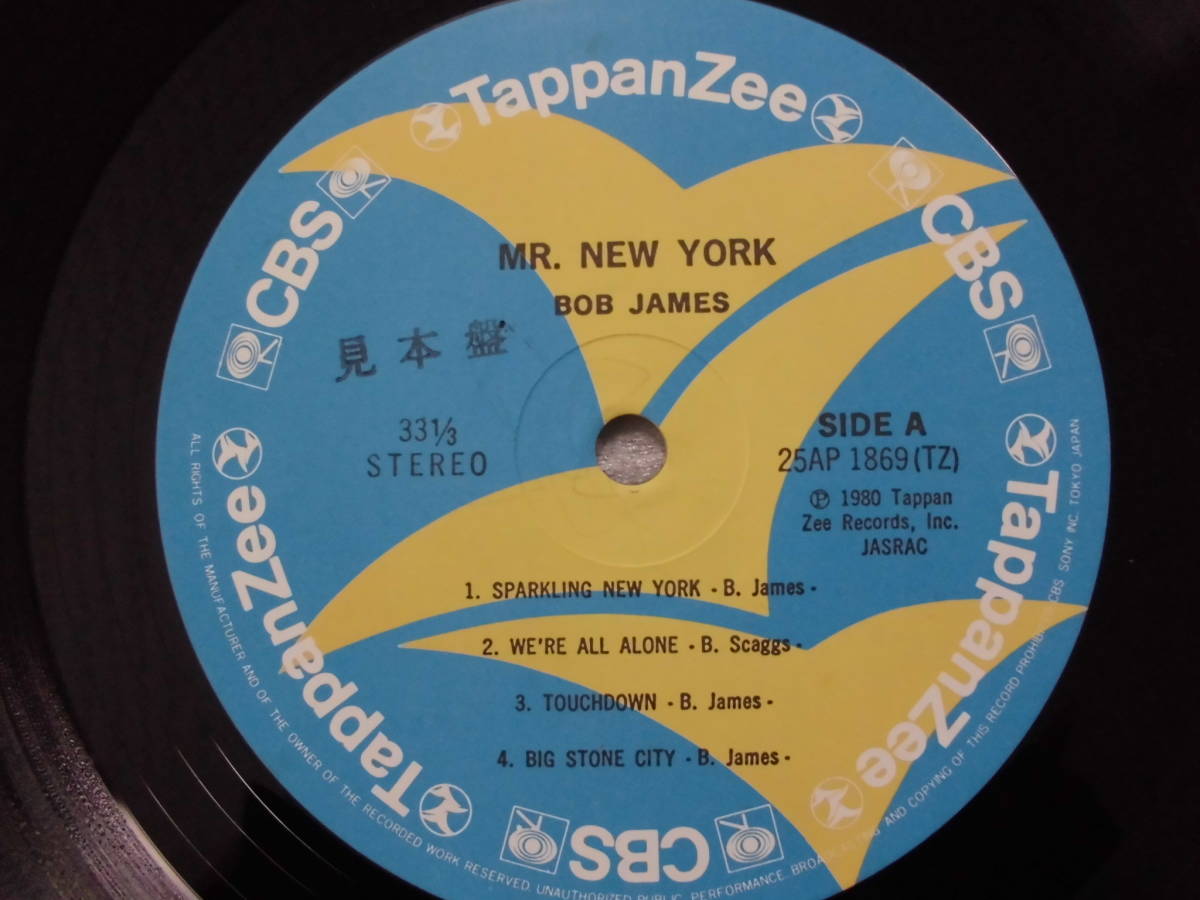 TappanZee
CBS
CBS
MR. NEW YORK
BOB JAMES
見本盤
33⅓
STEREO
SIDE A
25AP 1869(TZ)
Ⓟ 1980 Tappan
Zee Records, Inc.
JASRAC
1. SPARKLING NEW YORK - B. James -
2. WE'RE ALL ALONE - B. Scaggs -
3. TOUCHDOWN - B. James -
4. BIG STONE CITY - B. James -
TappanZee
TappanZee
CBS
ALL RIGHTS OF THE MANUFACTURER AND OF THE OWNER OF THE RECORDED WORK RESERVED. UNAUTHORIZED PUBLIC PERFORMANCE. BROADCASTING AND COPYING OF THIS RECORD PROHIBITED. CBS SONY INC. TOKYO JAPAN